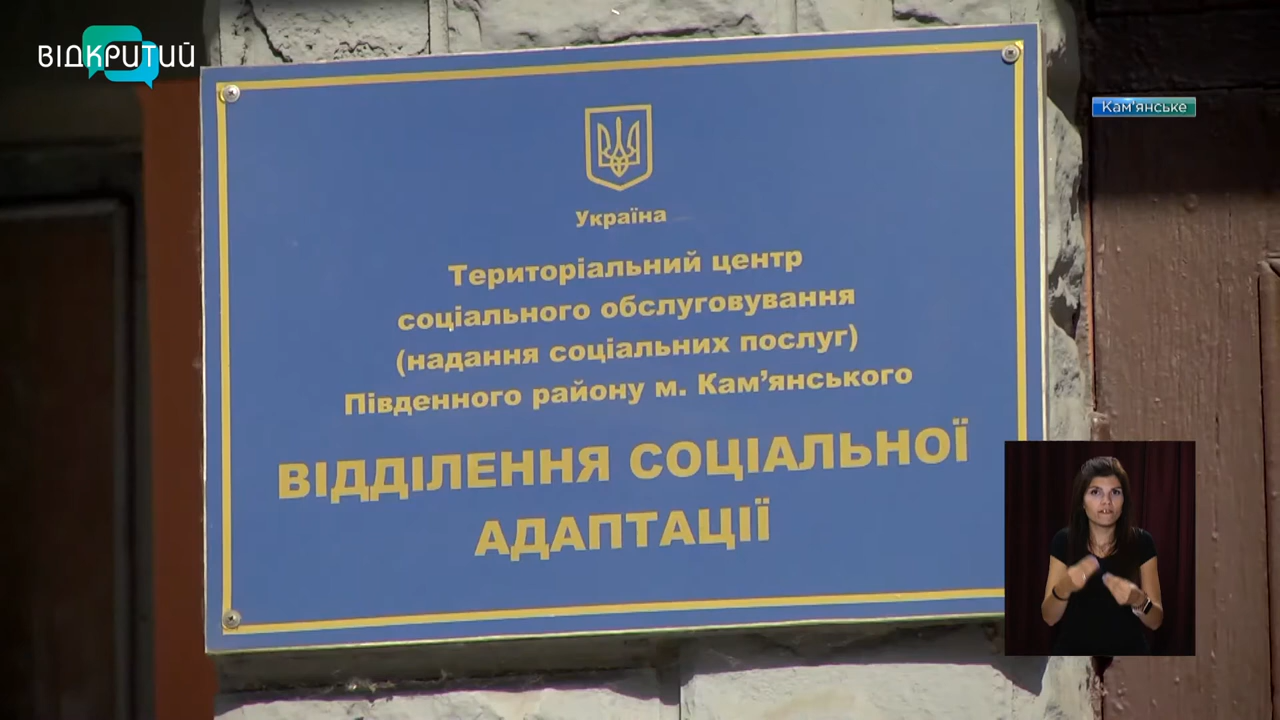 ВІДКРИТИЙ
Кам'янське
Україна
Територіальний центр
соціального обслуговування
(надання соціальних послуг)
Південного району м. Кам’янського
ВІДДІЛЕННЯ СОЦІАЛЬНОЇ
АДАПТАЦІЇ